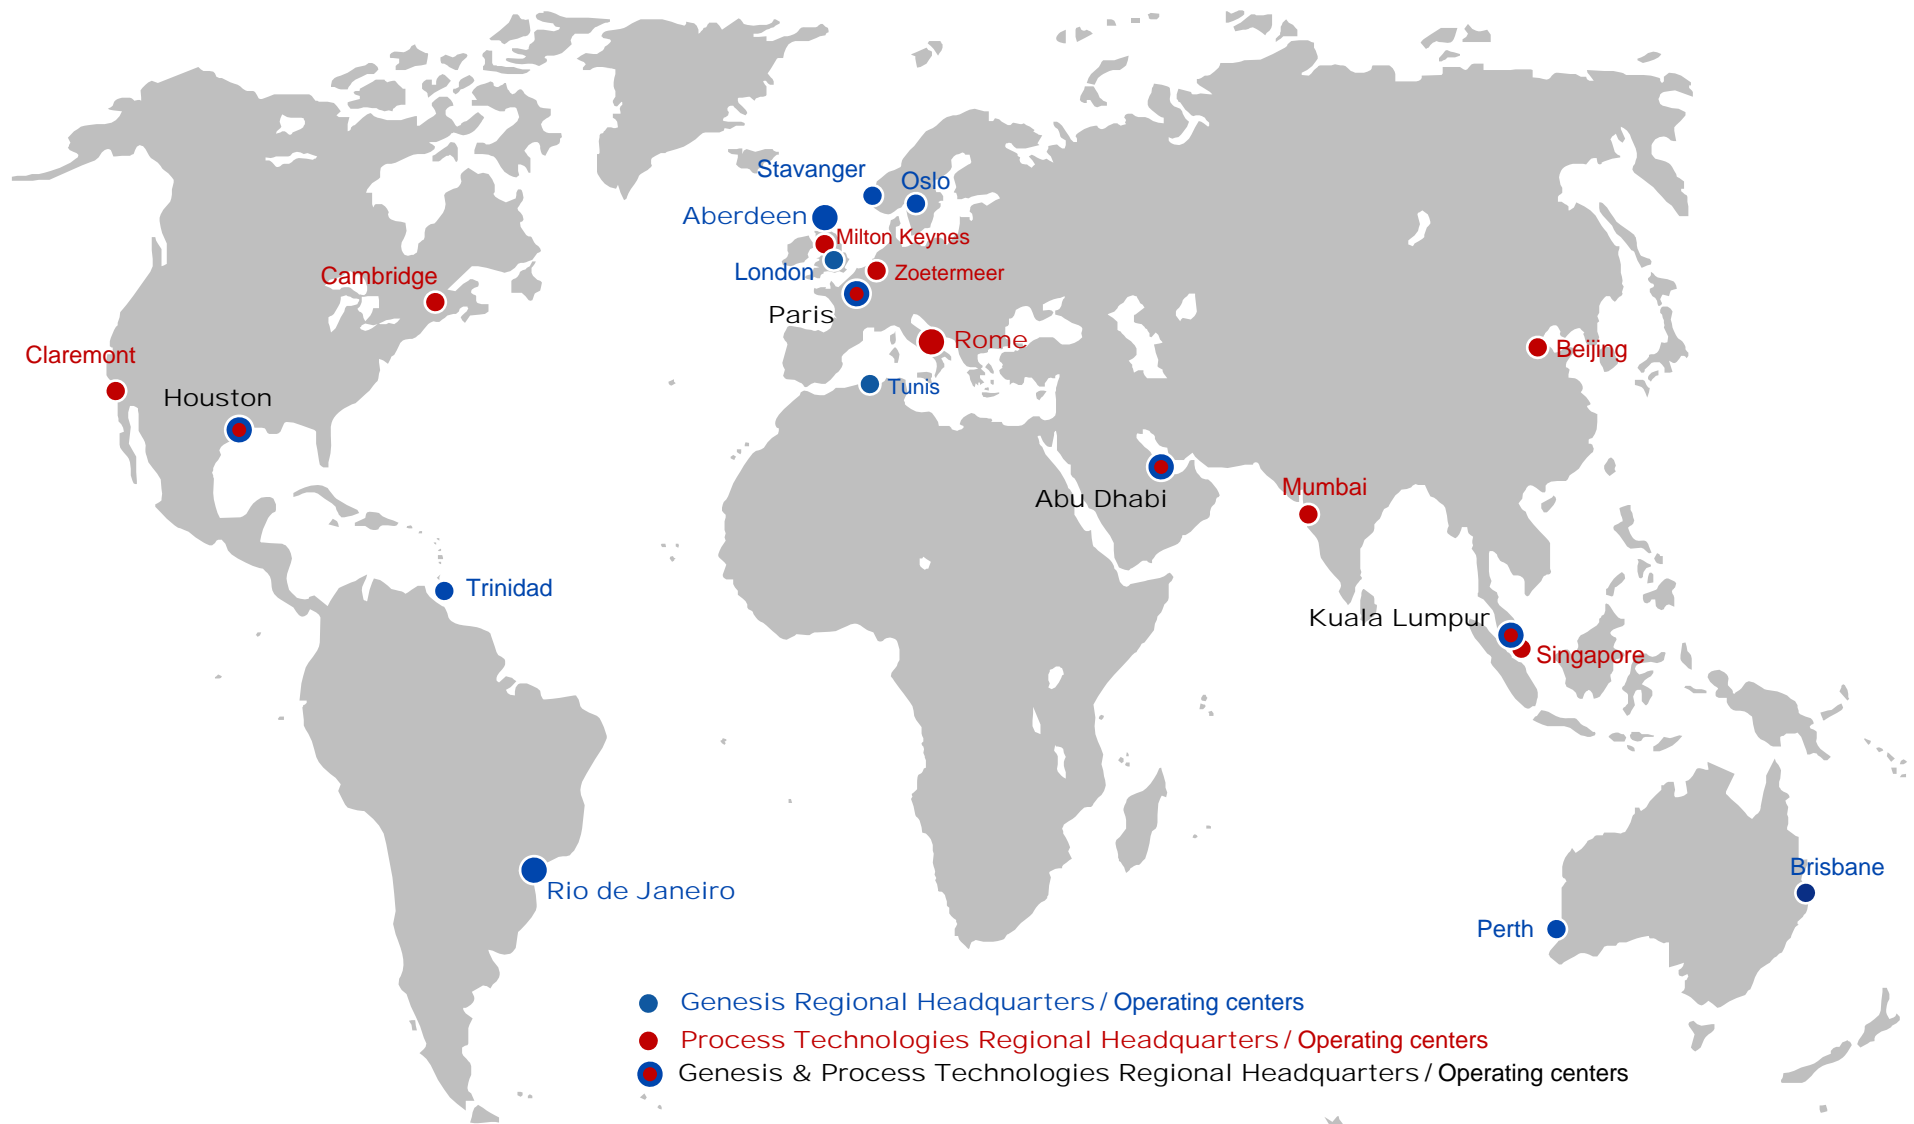 Stavanger
Oslo
Aberdeen
Milton Keynes
London
Zoetermeer
Cambridge
Paris
Rome
Claremont
Beijing
Tunis
Houston
Mumbai
Abu Dhabi
Trinidad
Kuala Lumpur
Singapore
Brisbane
Rio de Janeiro
Perth
Genesis Regional Headquarters / Operating centers
Process Technologies Regional Headquarters / Operating centers
Genesis & Process Technologies Regional Headquarters / Operating centers